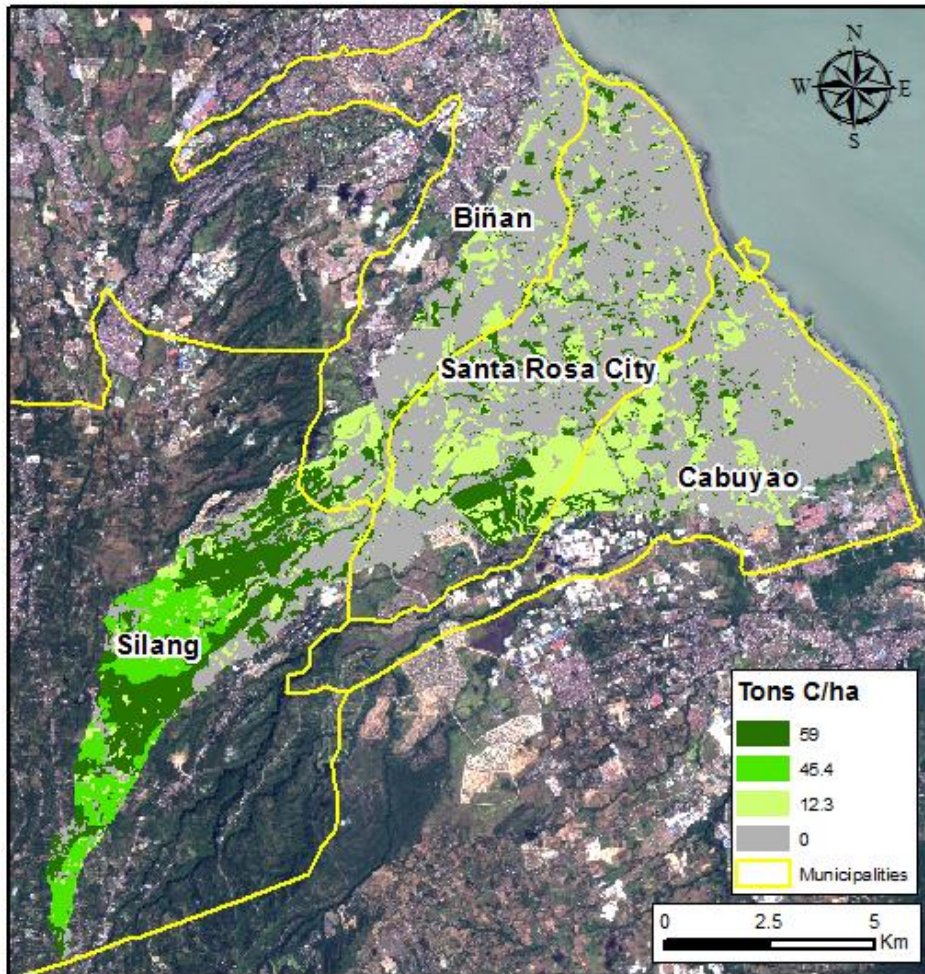 N
W E
S
Biñan
Santa Rosa City
Cabuyao
Silang
Tons C/ha
59
45.4
12.3
0
Municipalities
0 2.5 5
Km